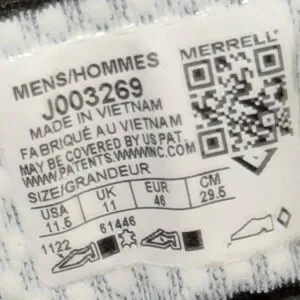 MENS/HOMMES
MERRELL
J003269
MADE IN VIETNAM
FABRIQUÉ AU VIETNAM
MAY BE COVERED BY US PAT.
WWW.PATENTS.WWWINC.COM
SIZE/GRANDEUR
USA UK EUR CM
11.5 11 46 29.5
1122 61446